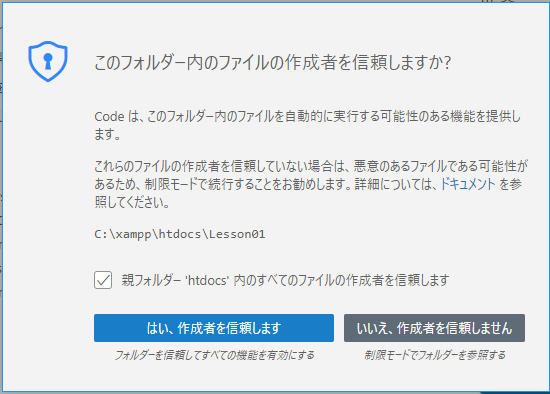 このフォルダー内のファイルの作成者を信頼しますか?
Code は、このフォルダー内のファイルを自動的に実行する可能性のある機能を提供し
ます。
これらのファイルの作成者を信頼していない場合は、悪意のあるファイルである可能性が
あるため、制限モードで続行することをお勧めします。詳細については、ドキュメント を参
照してください。
C:\xampp\htdocs\Lesson01
親フォルダー 'htdocs' 内のすべてのファイルの作成者を信頼します
はい、作成者を信頼します
いいえ、作成者を信頼しません
フォルダーを信頼してすべての機能を有効にする
制限モードでフォルダーを参照する